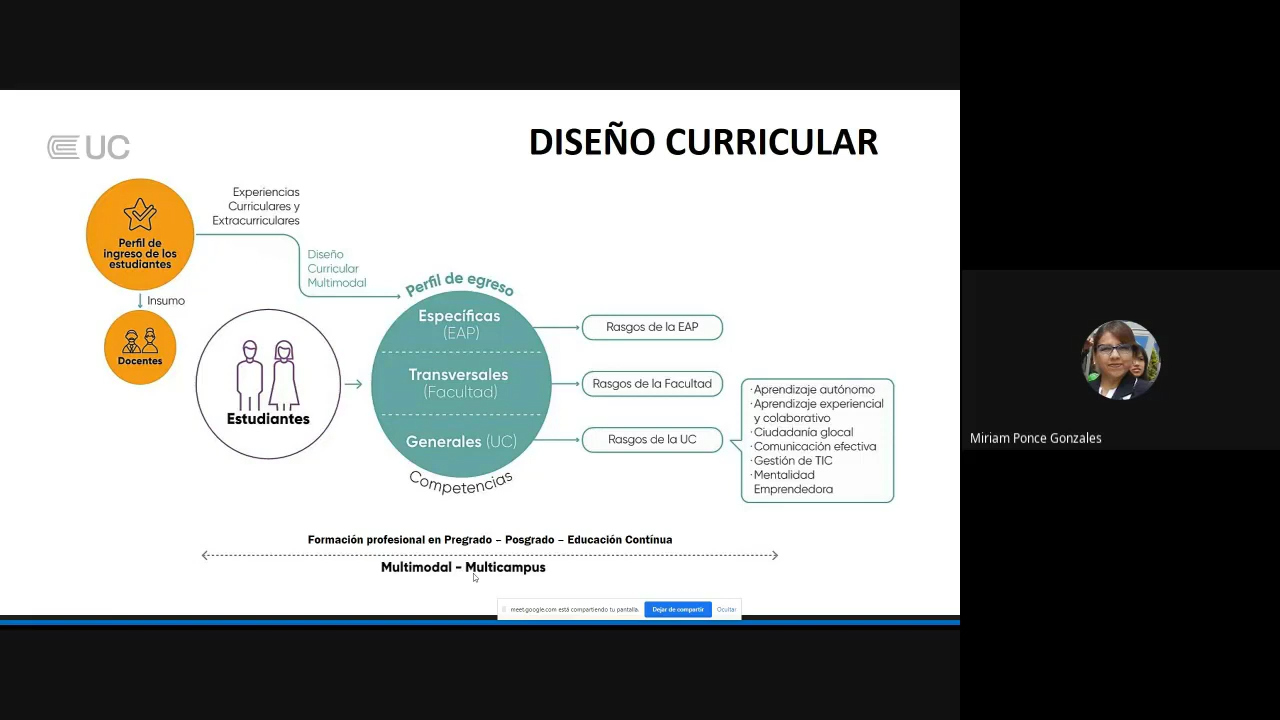 UC
DISEÑO CURRICULAR
Perfil de
ingreso de los
estudiantes
Experiencias
Curriculares y
Extracurriculares
Diseño
Curricular
Multimodal
Insumo
Docentes
Estudiantes
Perfil de egreso
Específicas
(EAP)
Transversales
(Facultad)
Generales (UC)
Competencias
Rasgos de la EAP
Rasgos de la Facultad
Rasgos de la UC
·Aprendizaje autónomo
·Aprendizaje experiencial
y colaborativo
·Ciudadanía glocal
·Comunicación efectiva
·Gestión de TIC
·Mentalidad
Emprendedora
Formación profesional en Pregrado – Posgrado – Educación Contínua
Multimodal - Multicampus
meet.google.com está compartiendo tu pantalla.
Dejar de compartir
Ocultar
Miriam Ponce Gonzales